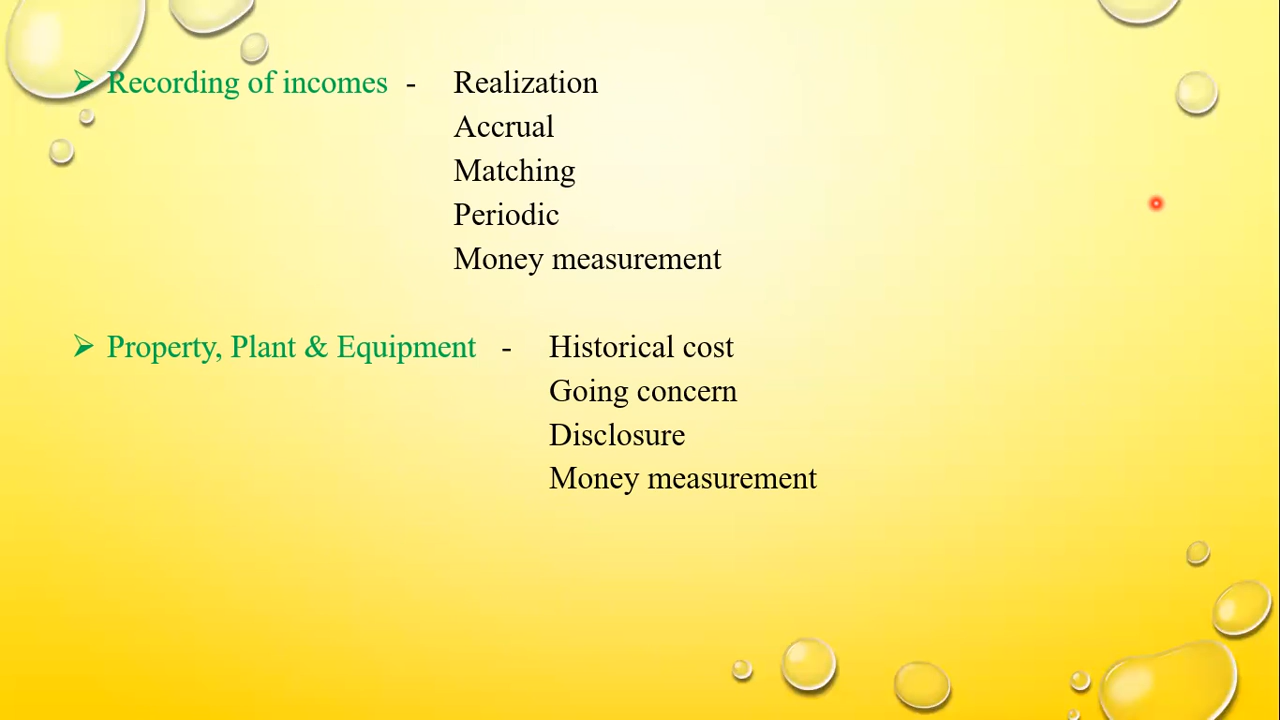 ➢ Recording of incomes - Realization
Accrual
Matching
Periodic
Money measurement
➢ Property, Plant & Equipment - Historical cost
Going concern
Disclosure
Money measurement